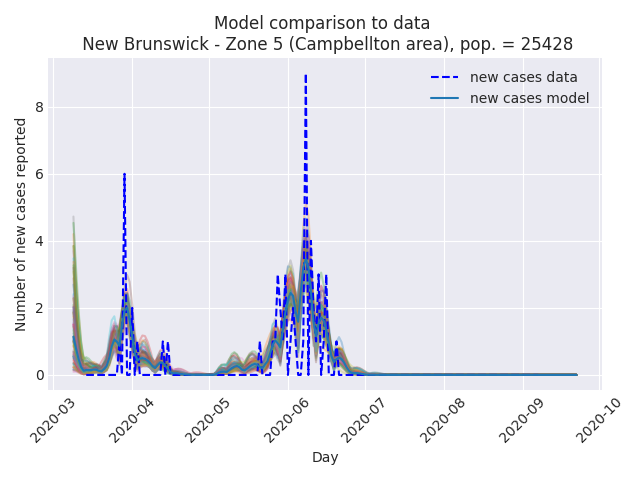 Model comparison to data
New Brunswick - Zone 5 (Campbellton area), pop. = 25428
new cases data
new cases model
Number of new cases reported
8
6
4
2
0
2020-03
2020-04
2020-05
2020-06
2020-07
2020-08
2020-09
2020-10
Day